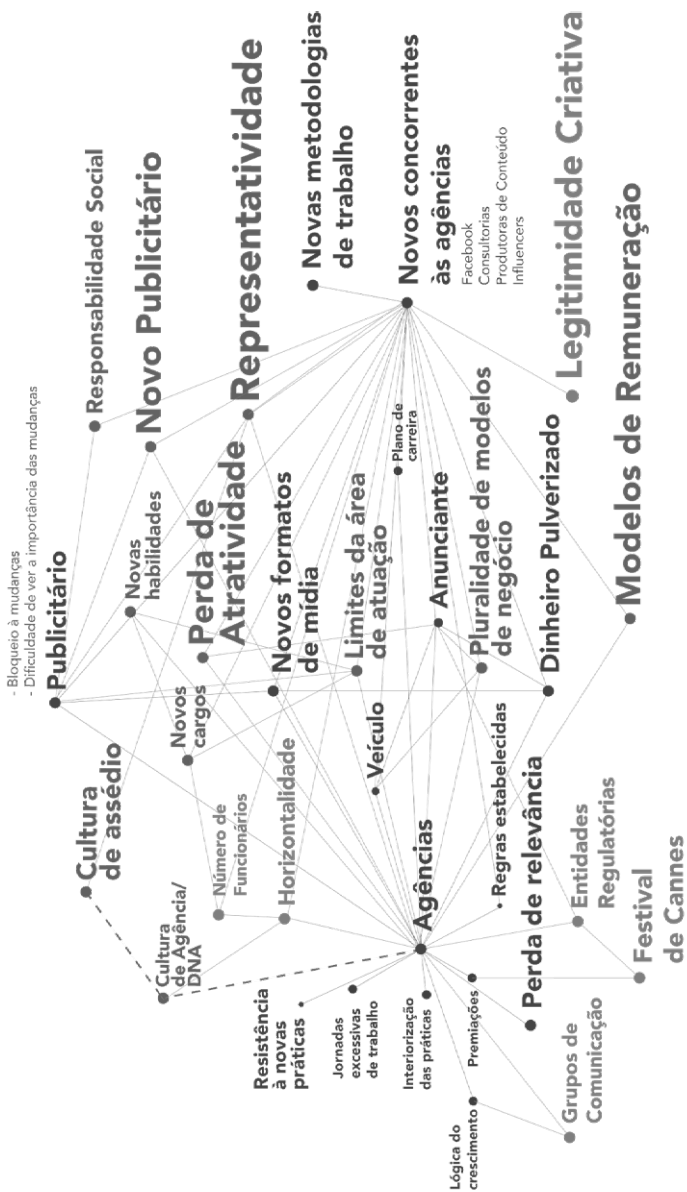 - Bloqueio à mudanças
- Dificuldade de ver a importância das mudanças
Publicitário
Cultura
de assédio
Responsabilidade Social
Cultura
de Agência/
DNA
Novas
habilidades
Novo Publicitário
Novos
cargos
Perda de
Atratividade
Representatividade
Número de
Funcionários
Horizontalidade
Novos formatos
de mídia
Novas metodologias
de trabalho
Resistência
à novas
práticas
Jornadas
excessivas
de trabalho
Limites da área
de atuação
Veículo
Plano de
carreira
Novos concorrentes
às agências
Facebook
Consultorias
Produtoras de Conteúdo
Influencers
Interiorização
das práticas
Agências
Anunciante
Lógica do
crescimento
Premiações
Regras estabelecidas
Pluralidade de modelos
de negócio
Perda de relevância
Dinheiro Pulverizado
Legitimidade Criativa
Grupos de
Comunicação
Entidades
Regulatórias
Modelos de Remuneração
Festival
de Cannes